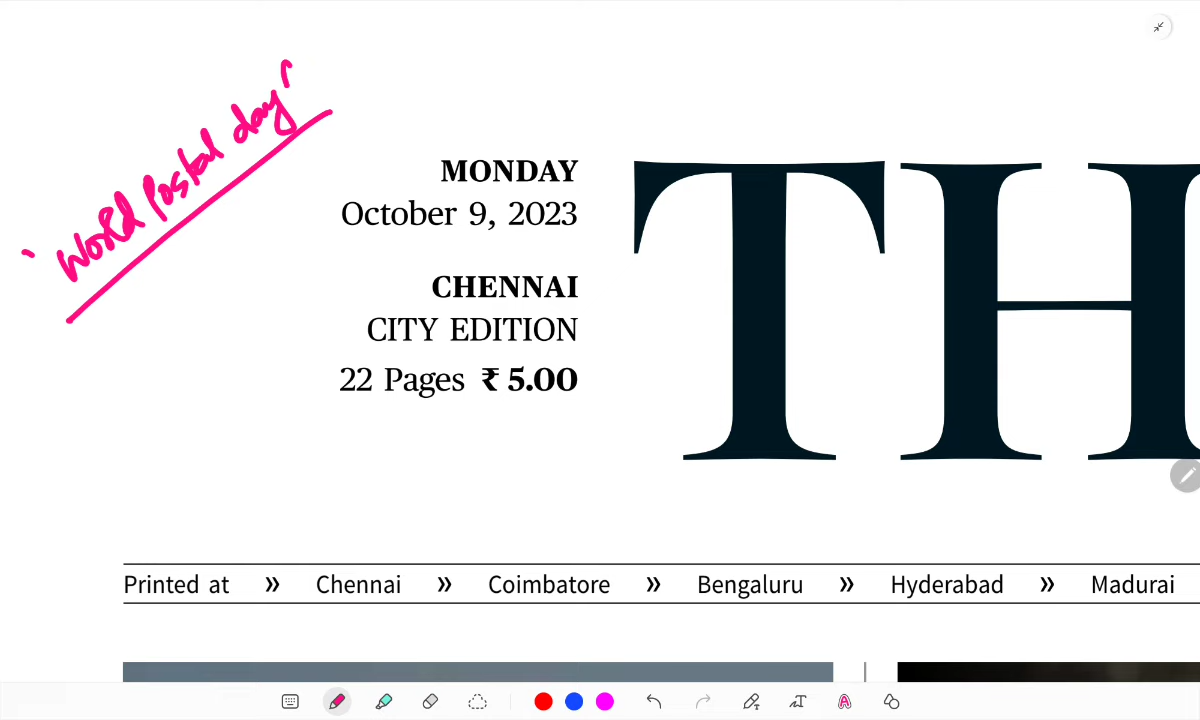 "World Postal day"
MONDAY
October 9, 2023
CHENNAI
CITY EDITION
22 Pages ₹ 5.00
TH
Printed at » Chennai » Coimbatore » Bengaluru » Hyderabad » Madurai